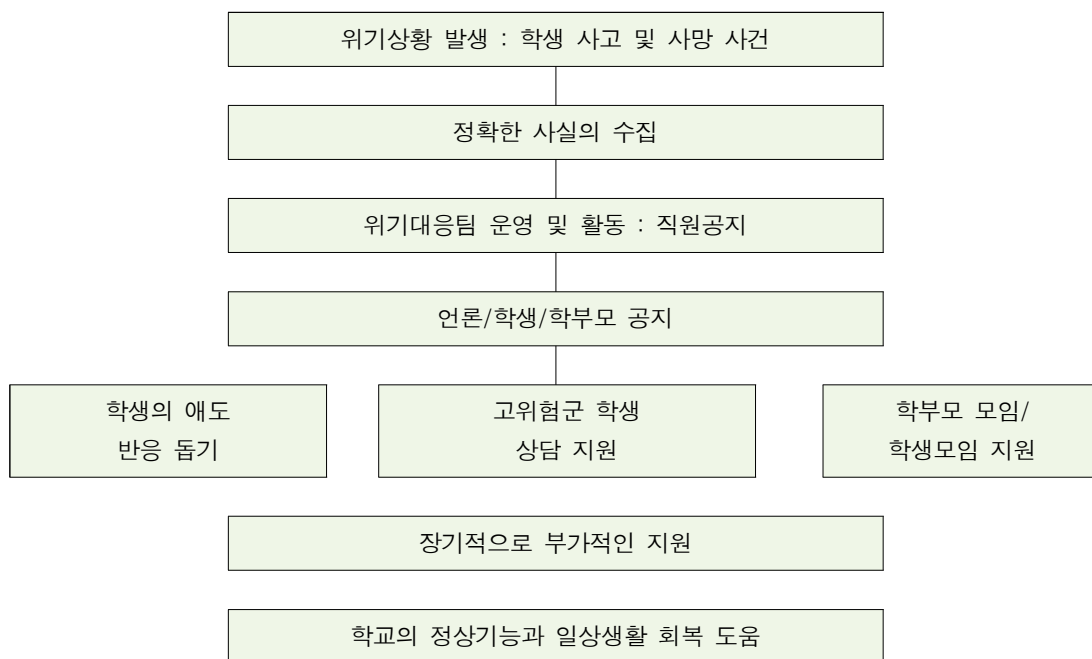 위기상황 발생 : 학생 사고 및 사망 사건
정확한 사실의 수집
위기대응팀 운영 및 활동 : 직원공지
언론/학생/학부모 공지
학생의 애도
반응 돕기
고위험군 학생
상담 지원
학부모 모임/
학생모임 지원
장기적으로 부가적인 지원
학교의 정상기능과 일상생활 회복 도움